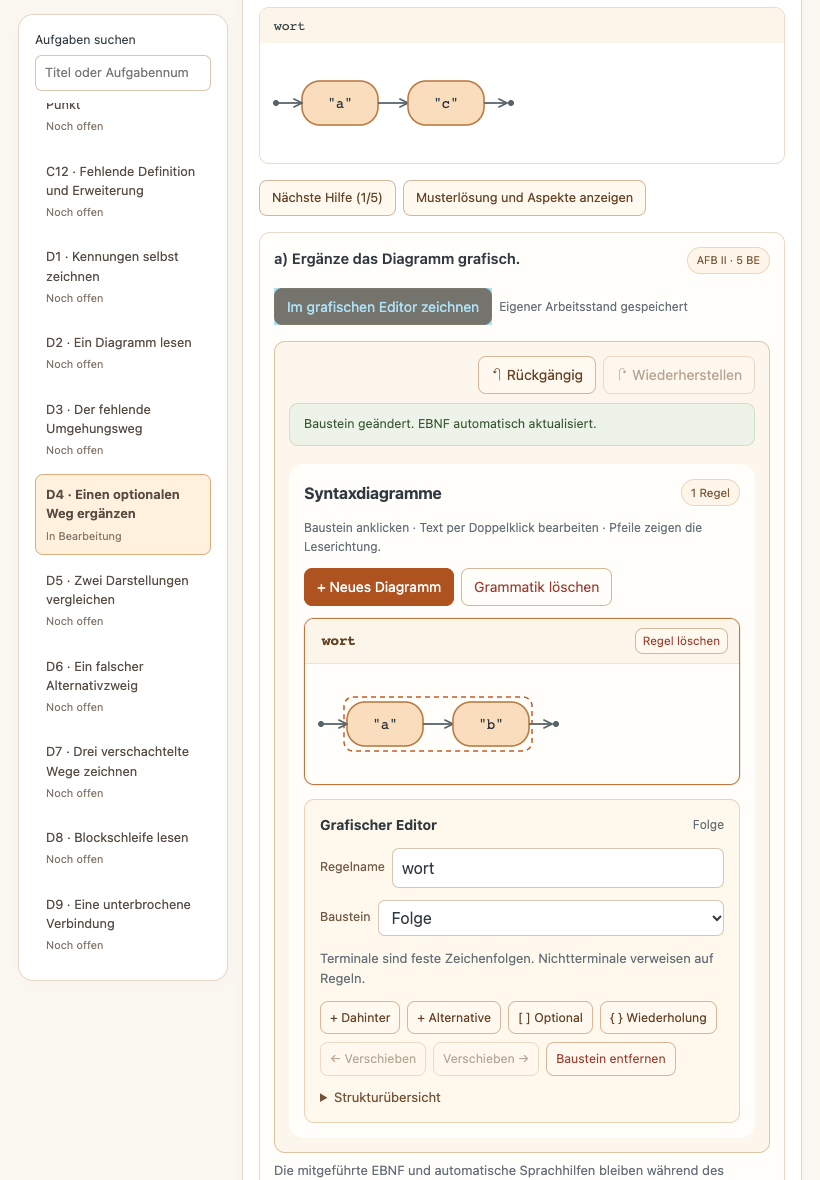 Aufgaben suchen
Titel oder Aufgabennum
Punkt
Noch offen
C12 · Fehlende Definition
und Erweiterung
Noch offen
D1 · Kennungen selbst
zeichnen
Noch offen
D2 · Ein Diagramm lesen
Noch offen
D3 · Der fehlende
Umgehungsweg
Noch offen
D4 · Einen optionalen
Weg ergänzen
In Bearbeitung
D5 · Zwei Darstellungen
vergleichen
Noch offen
D6 · Ein falscher
Alternativzweig
Noch offen
D7 · Drei verschachtelte
Wege zeichnen
Noch offen
D8 · Blockschleife lesen
Noch offen
D9 · Eine unterbrochene
Verbindung
Noch offen
wort
"a" "c"
Nächste Hilfe (1/5) Musterlösung und Aspekte anzeigen
a) Ergänze das Diagramm grafisch. AFB II · 5 BE
Im grafischen Editor zeichnen Eigener Arbeitsstand gespeichert
Rückgängig Wiederherstellen
Baustein geändert. EBNF automatisch aktualisiert.
Syntaxdiagramme 1 Regel
Baustein anklicken · Text per Doppelklick bearbeiten · Pfeile zeigen die
Leserichtung.
+ Neues Diagramm Grammatik löschen
wort Regel löschen
"a" "b"
Grafischer Editor Folge
Regelname wort
Baustein Folge
Terminale sind feste Zeichenfolgen. Nichtterminale verweisen auf
Regeln.
+ Dahinter + Alternative [ ] Optional { } Wiederholung
← Verschieben Verschieben → Baustein entfernen
▶ Strukturübersicht
Die mitgeführte EBNF und automatische Sprachhilfen bleiben während des